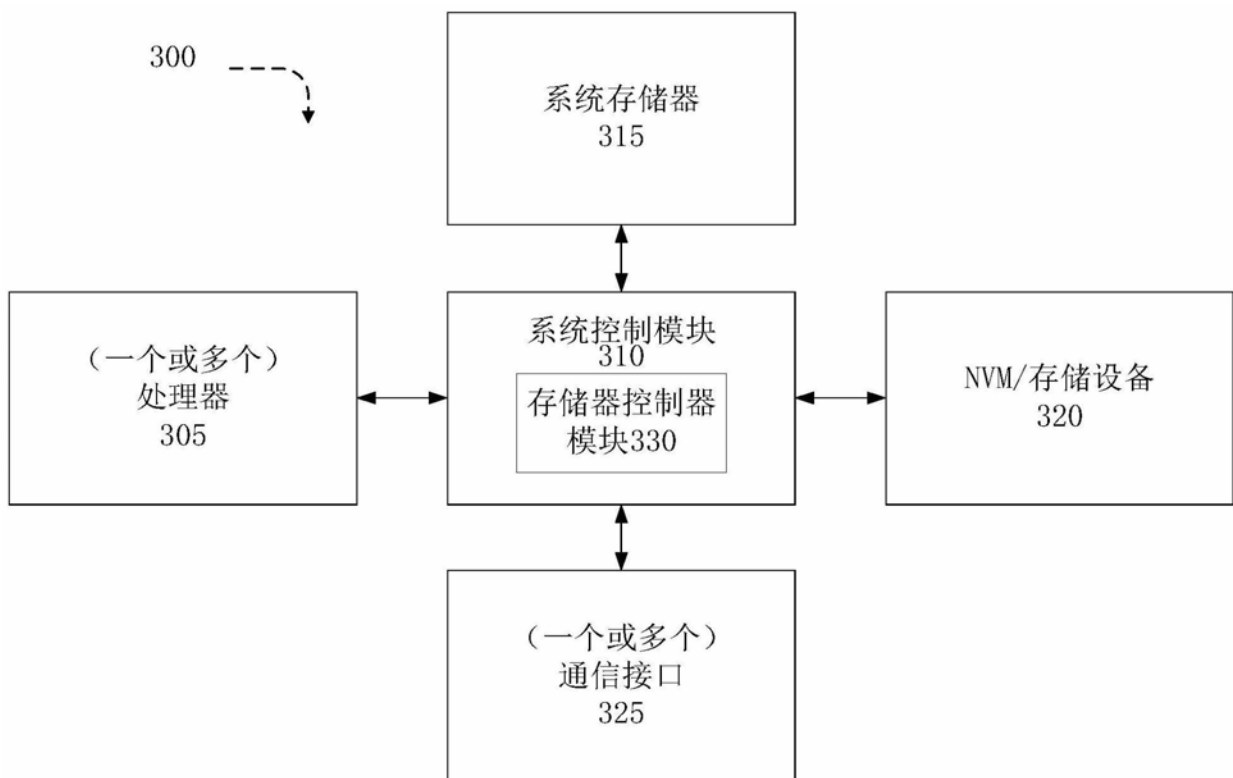 300
系统存储器
315
（一个或多个）
处理器
305
系统控制模块
310
存储器控制器
模块330
NVM/存储设备
320
（一个或多个）
通信接口
325